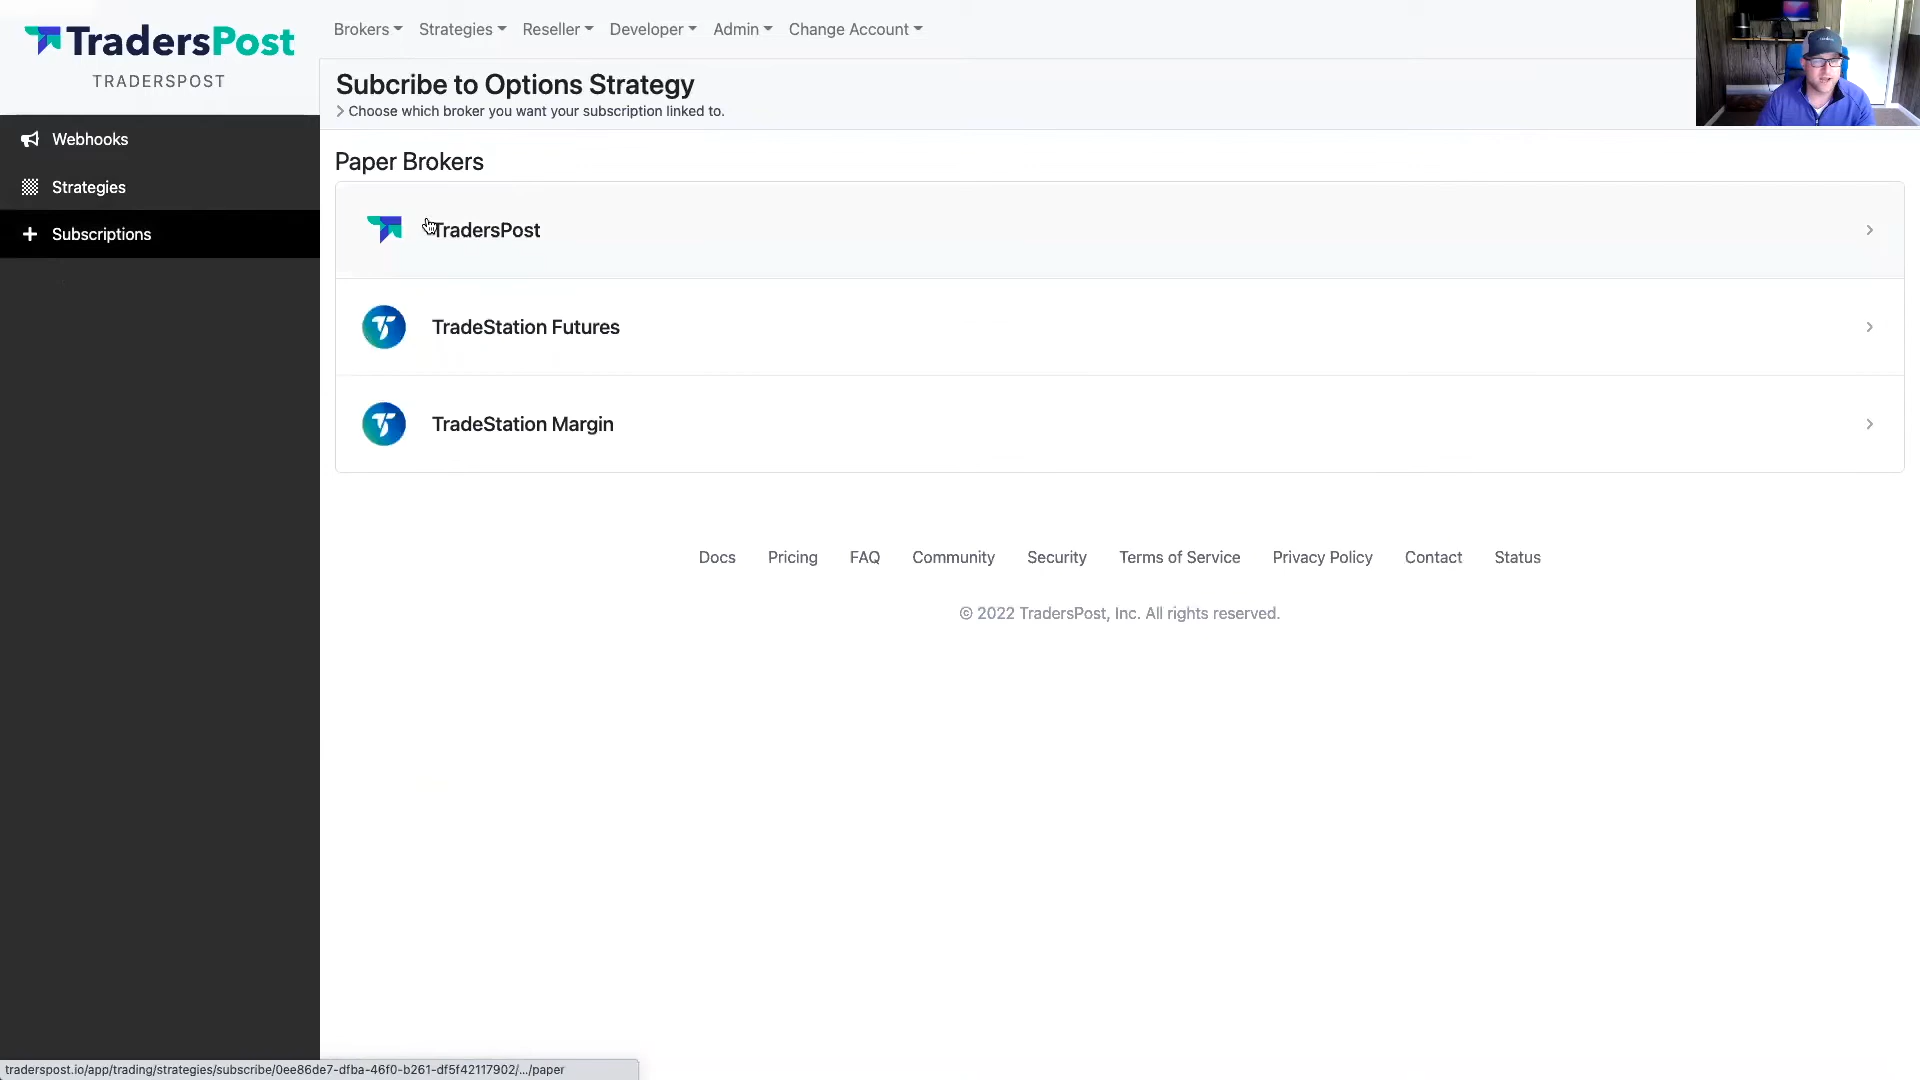 TradersPost
TRADERSPOST
Brokers Strategies Reseller Developer Admin Change Account
Subcribe to Options Strategy
Choose which broker you want your subscription linked to.
Webhooks
Strategies
Subscriptions
Paper Brokers
TradersPost
TradeStation Futures
TradeStation Margin
Docs Pricing FAQ Community Security Terms of Service Privacy Policy Contact Status
© 2022 TradersPost, Inc. All rights reserved.
traderspost.io/app/trading/strategies/subscribe/0ee86de7-dfba-46f0-b261-df5f42117902/.../paper